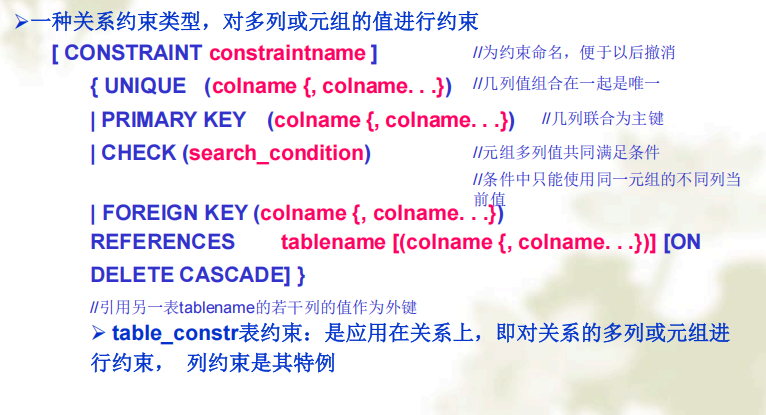 ➢一种关系约束类型，对多列或元组的值进行约束
[ CONSTRAINT constraintname ] //为约束命名，便于以后撤消
{ UNIQUE (colname {, colname. . .}) //几列值组合在一起是唯一
| PRIMARY KEY (colname {, colname. . .}) //几列联合为主键
| CHECK (search_condition) //元组多列值共同满足条件
//条件中只能使用同一元组的不同列当
前值
| FOREIGN KEY (colname {, colname. . .})
REFERENCES tablename [(colname {, colname. . .})] [ON
DELETE CASCADE] }
//引用另一表tablename的若干列的值作为外键
➢ table_constr表约束：是应用在关系上，即对关系的多列或元组进
行约束， 列约束是其特例